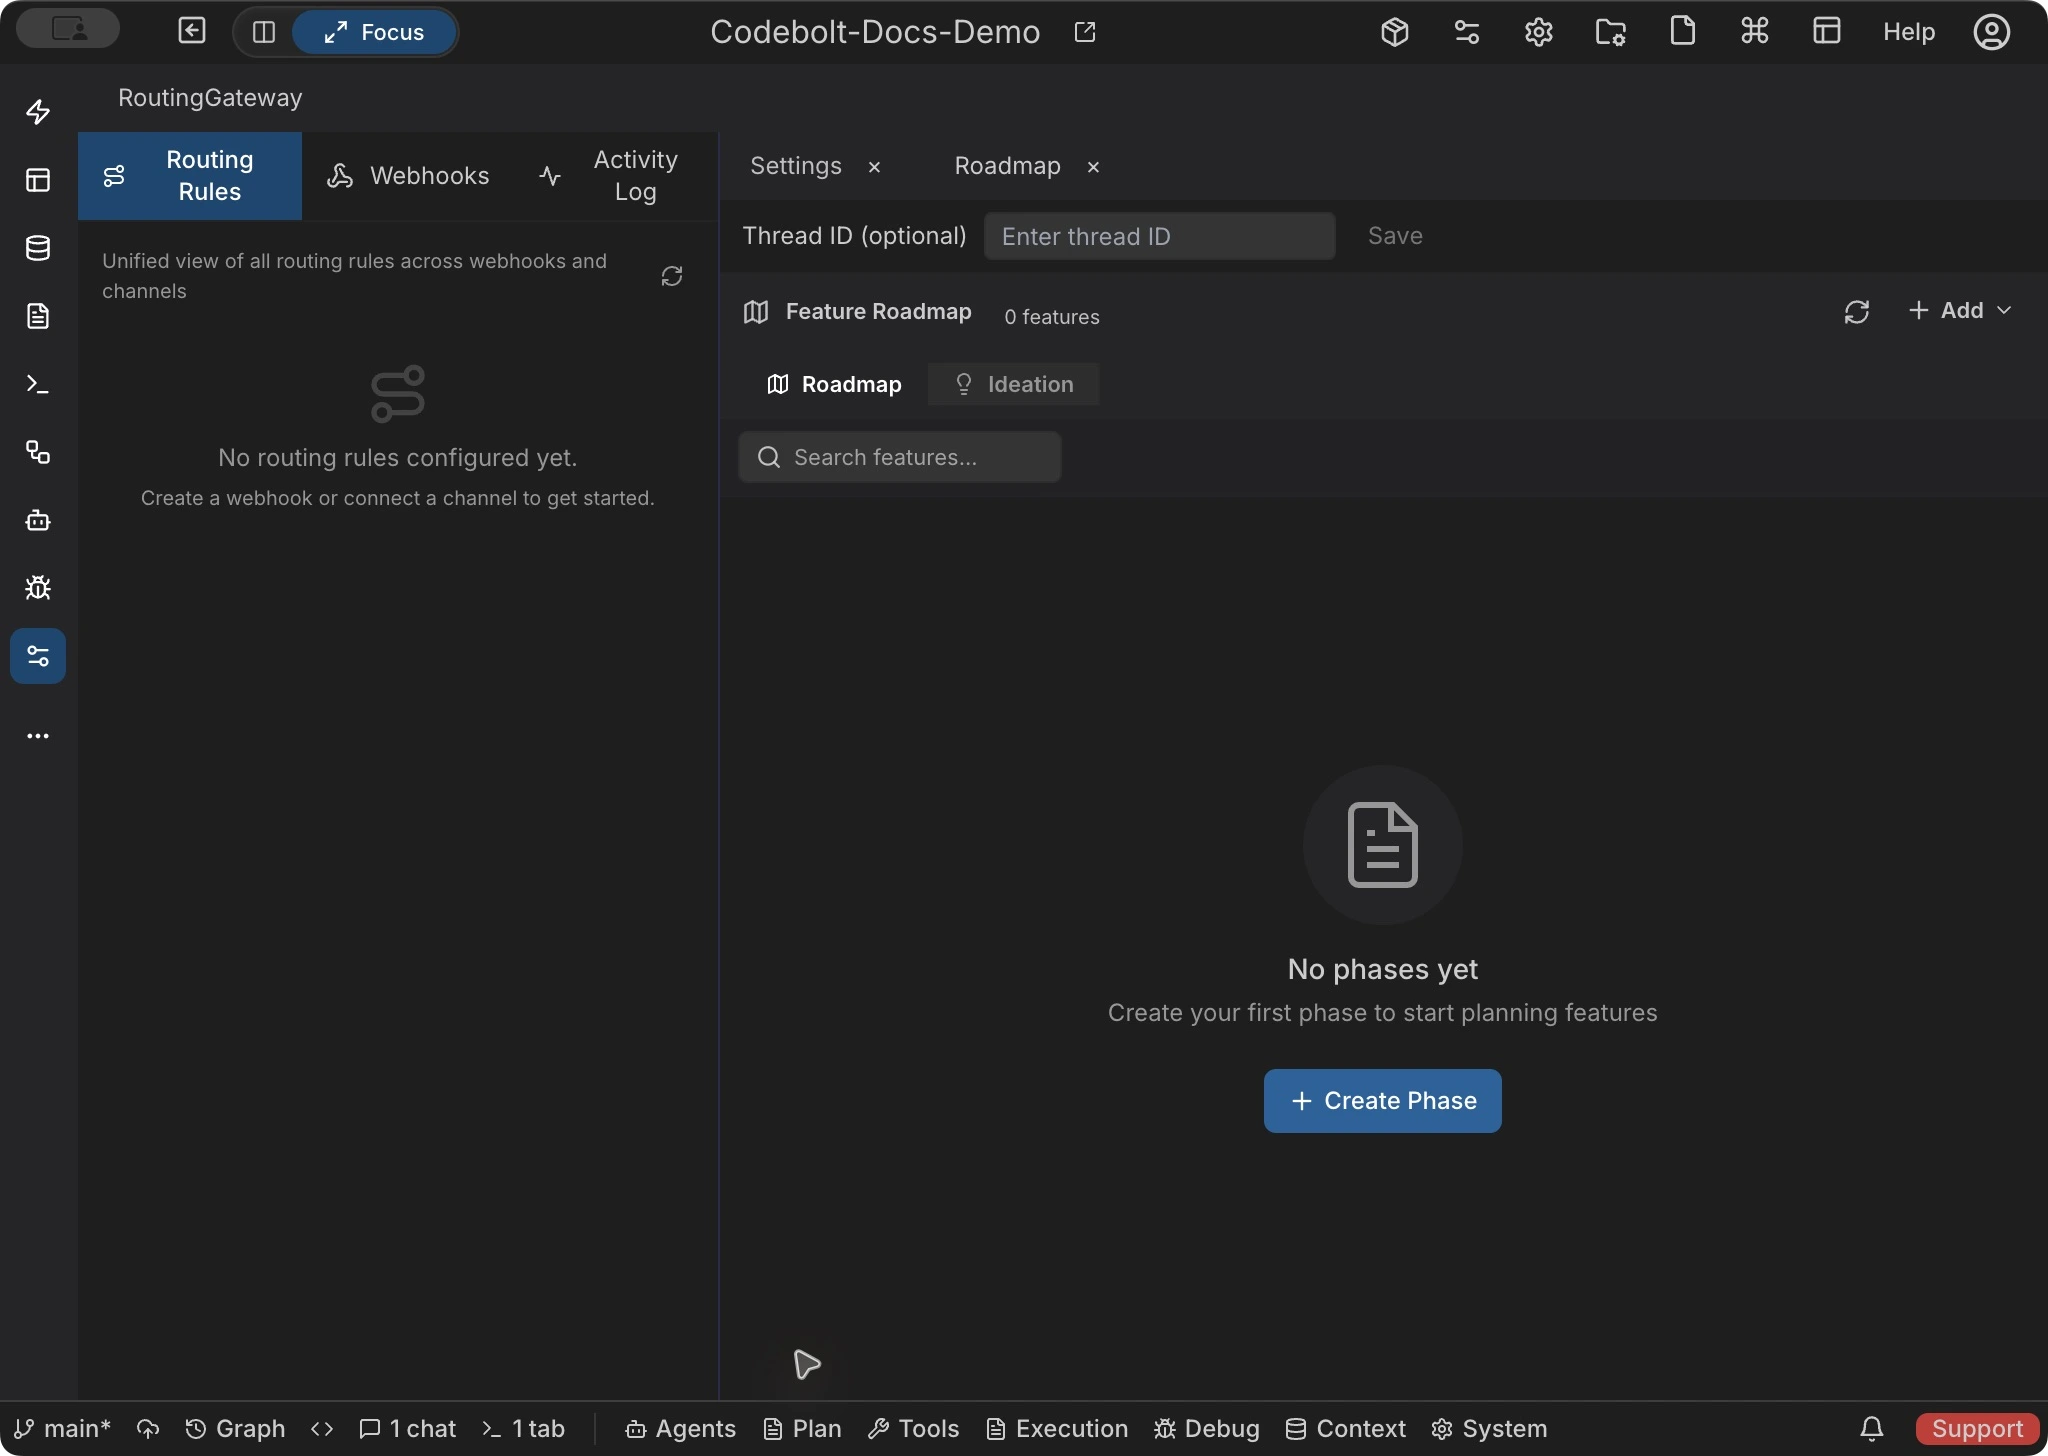 Focus
Codebolt-Docs-Demo
Help
RoutingGateway
Routing
Rules
Webhooks
Activity
Log
Unified view of all routing rules across webhooks and
channels
No routing rules configured yet.
Create a webhook or connect a channel to get started.
Settings
Roadmap
Thread ID (optional)
Enter thread ID
Save
Feature Roadmap
0 features
Add
Roadmap
Ideation
Search features...
No phases yet
Create your first phase to start planning features
Create Phase
main*
Graph
1 chat
1 tab
Agents
Plan
Tools
Execution
Debug
Context
System
Support